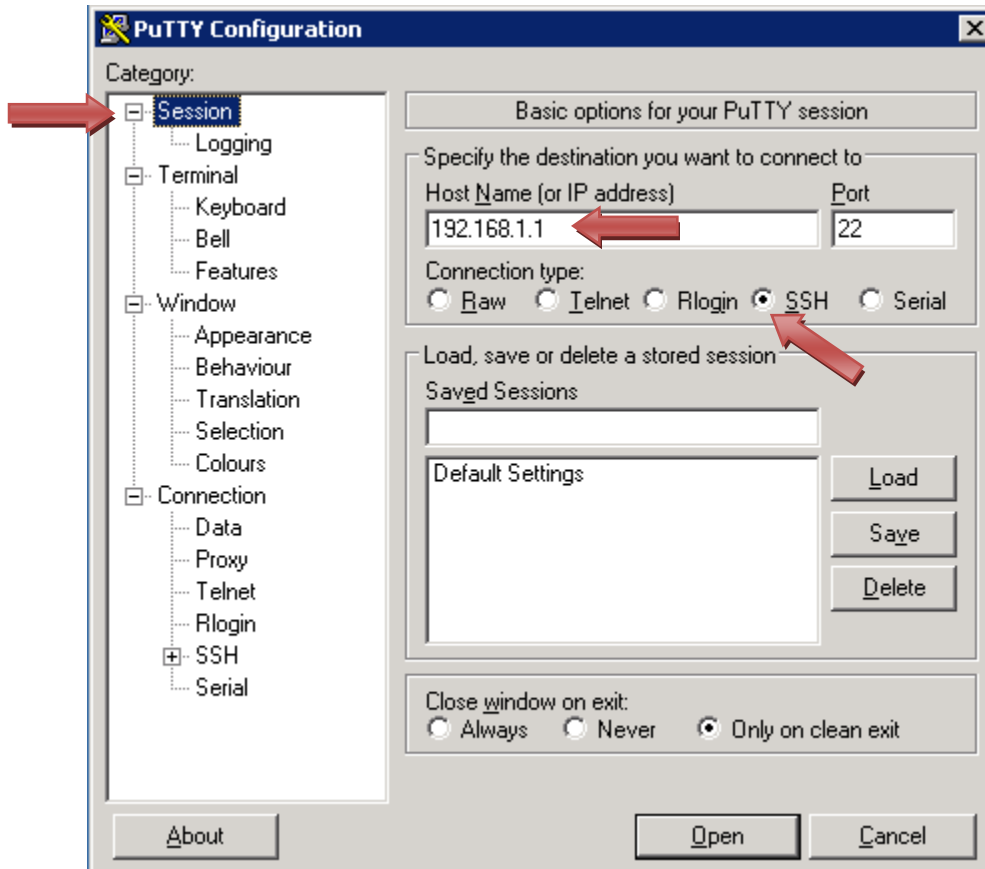 PuTTY Configuration
Category:
Session
Logging
Terminal
Keyboard
Bell
Features
Window
Appearance
Behaviour
Translation
Selection
Colours
Connection
Data
Proxy
Telnet
Rlogin
SSH
Serial
Basic options for your PuTTY session
Specify the destination you want to connect to
Host Name (or IP address) Port
192.168.1.1 22
Connection type:
Raw Telnet Rlogin SSH Serial
Load, save or delete a stored session
Saved Sessions
Default Settings
Load
Save
Delete
Close window on exit:
Always Never Only on clean exit
About Open Cancel